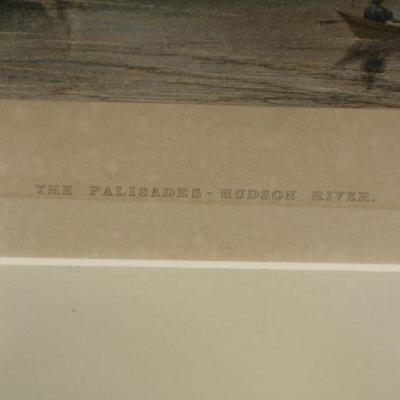 THE PALISADES - HUDSON RIVER.